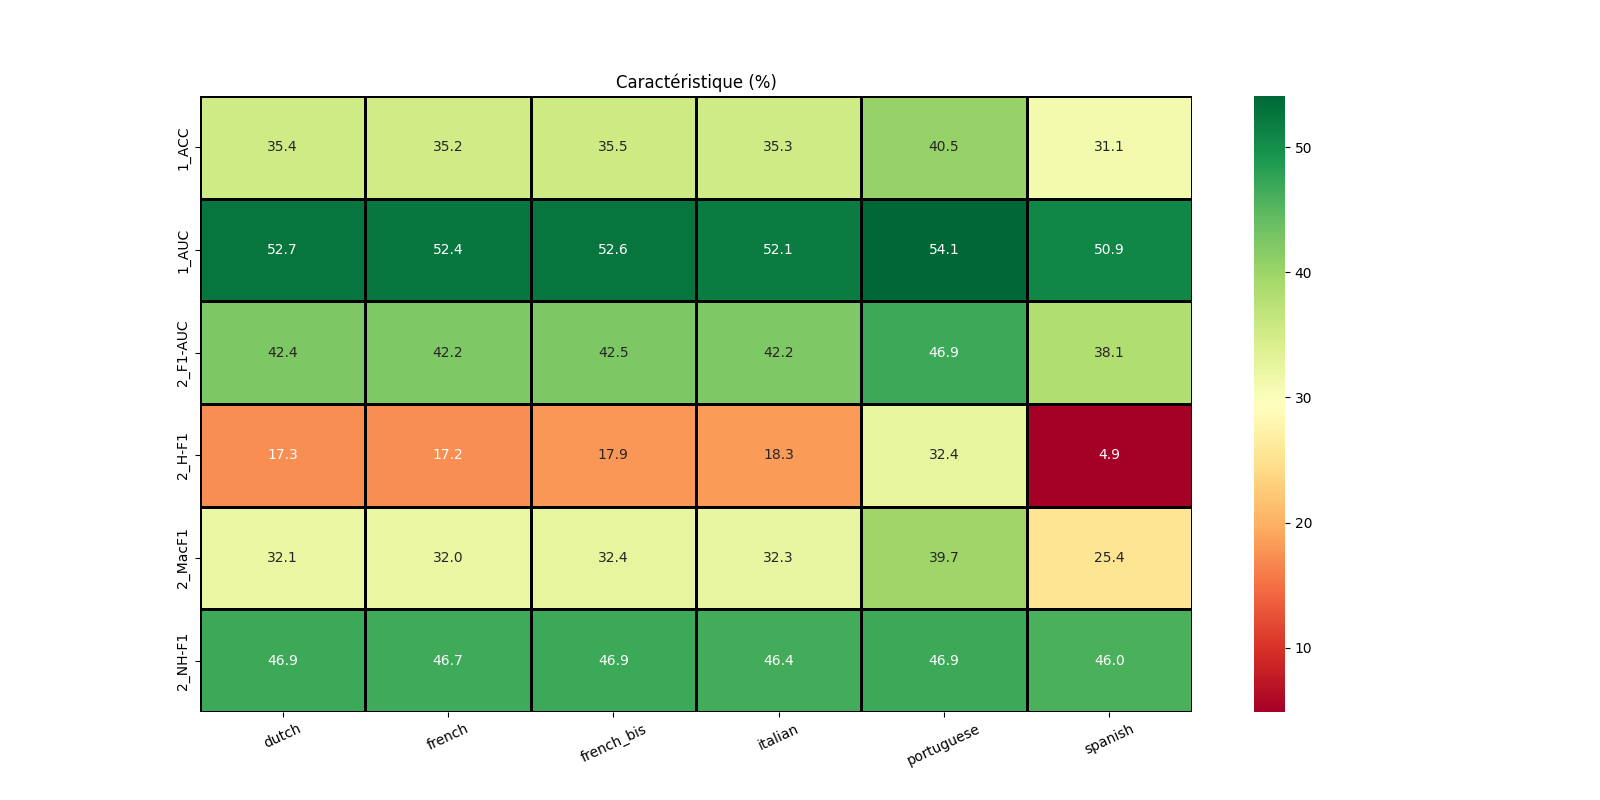 Caractéristique (%)
1_ACC 35.4 35.2 35.5 35.3 40.5 31.1
1_AUC 52.7 52.4 52.6 52.1 54.1 50.9
2_F1-AUC 42.4 42.2 42.5 42.2 46.9 38.1
2_H-F1 17.3 17.2 17.9 18.3 32.4 4.9
2_MacF1 32.1 32.0 32.4 32.3 39.7 25.4
2_NH-F1 46.9 46.7 46.9 46.4 46.9 46.0
dutch french french_bis italian portuguese spanish
50
40
30
20
10